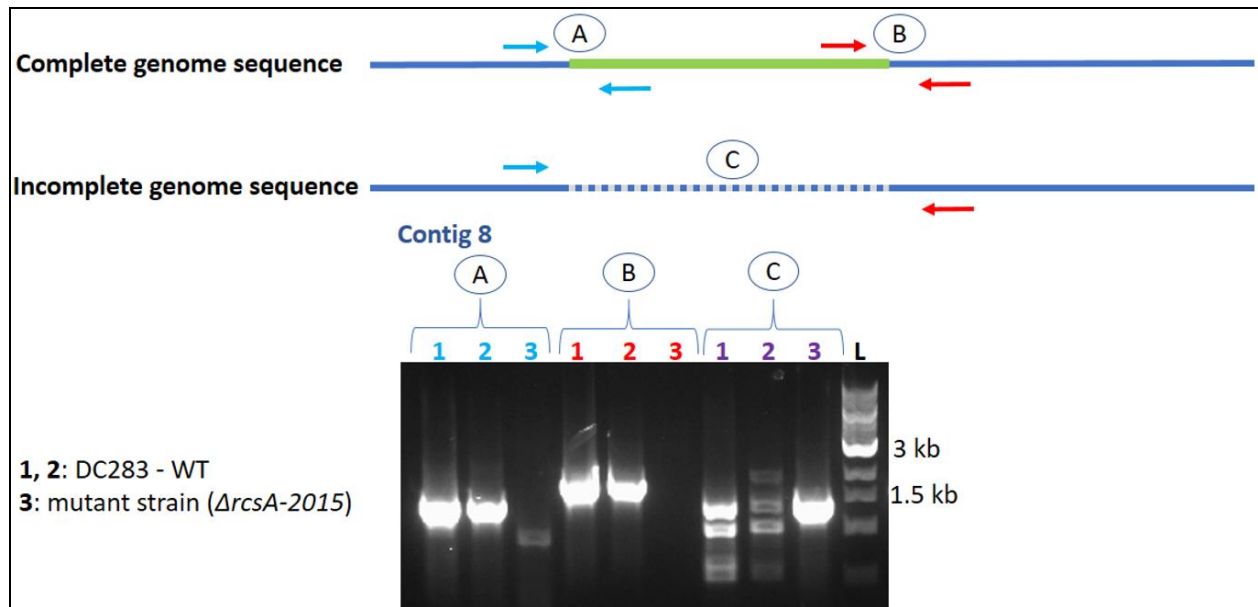 A B
Complete genome sequence
C
Incomplete genome sequence
Contig 8
A B C
1 2 3 1 2 3 1 2 3 L
3 kb
1, 2: DC283 - WT
1.5 kb
3: mutant strain (ΔrcsA-2015)